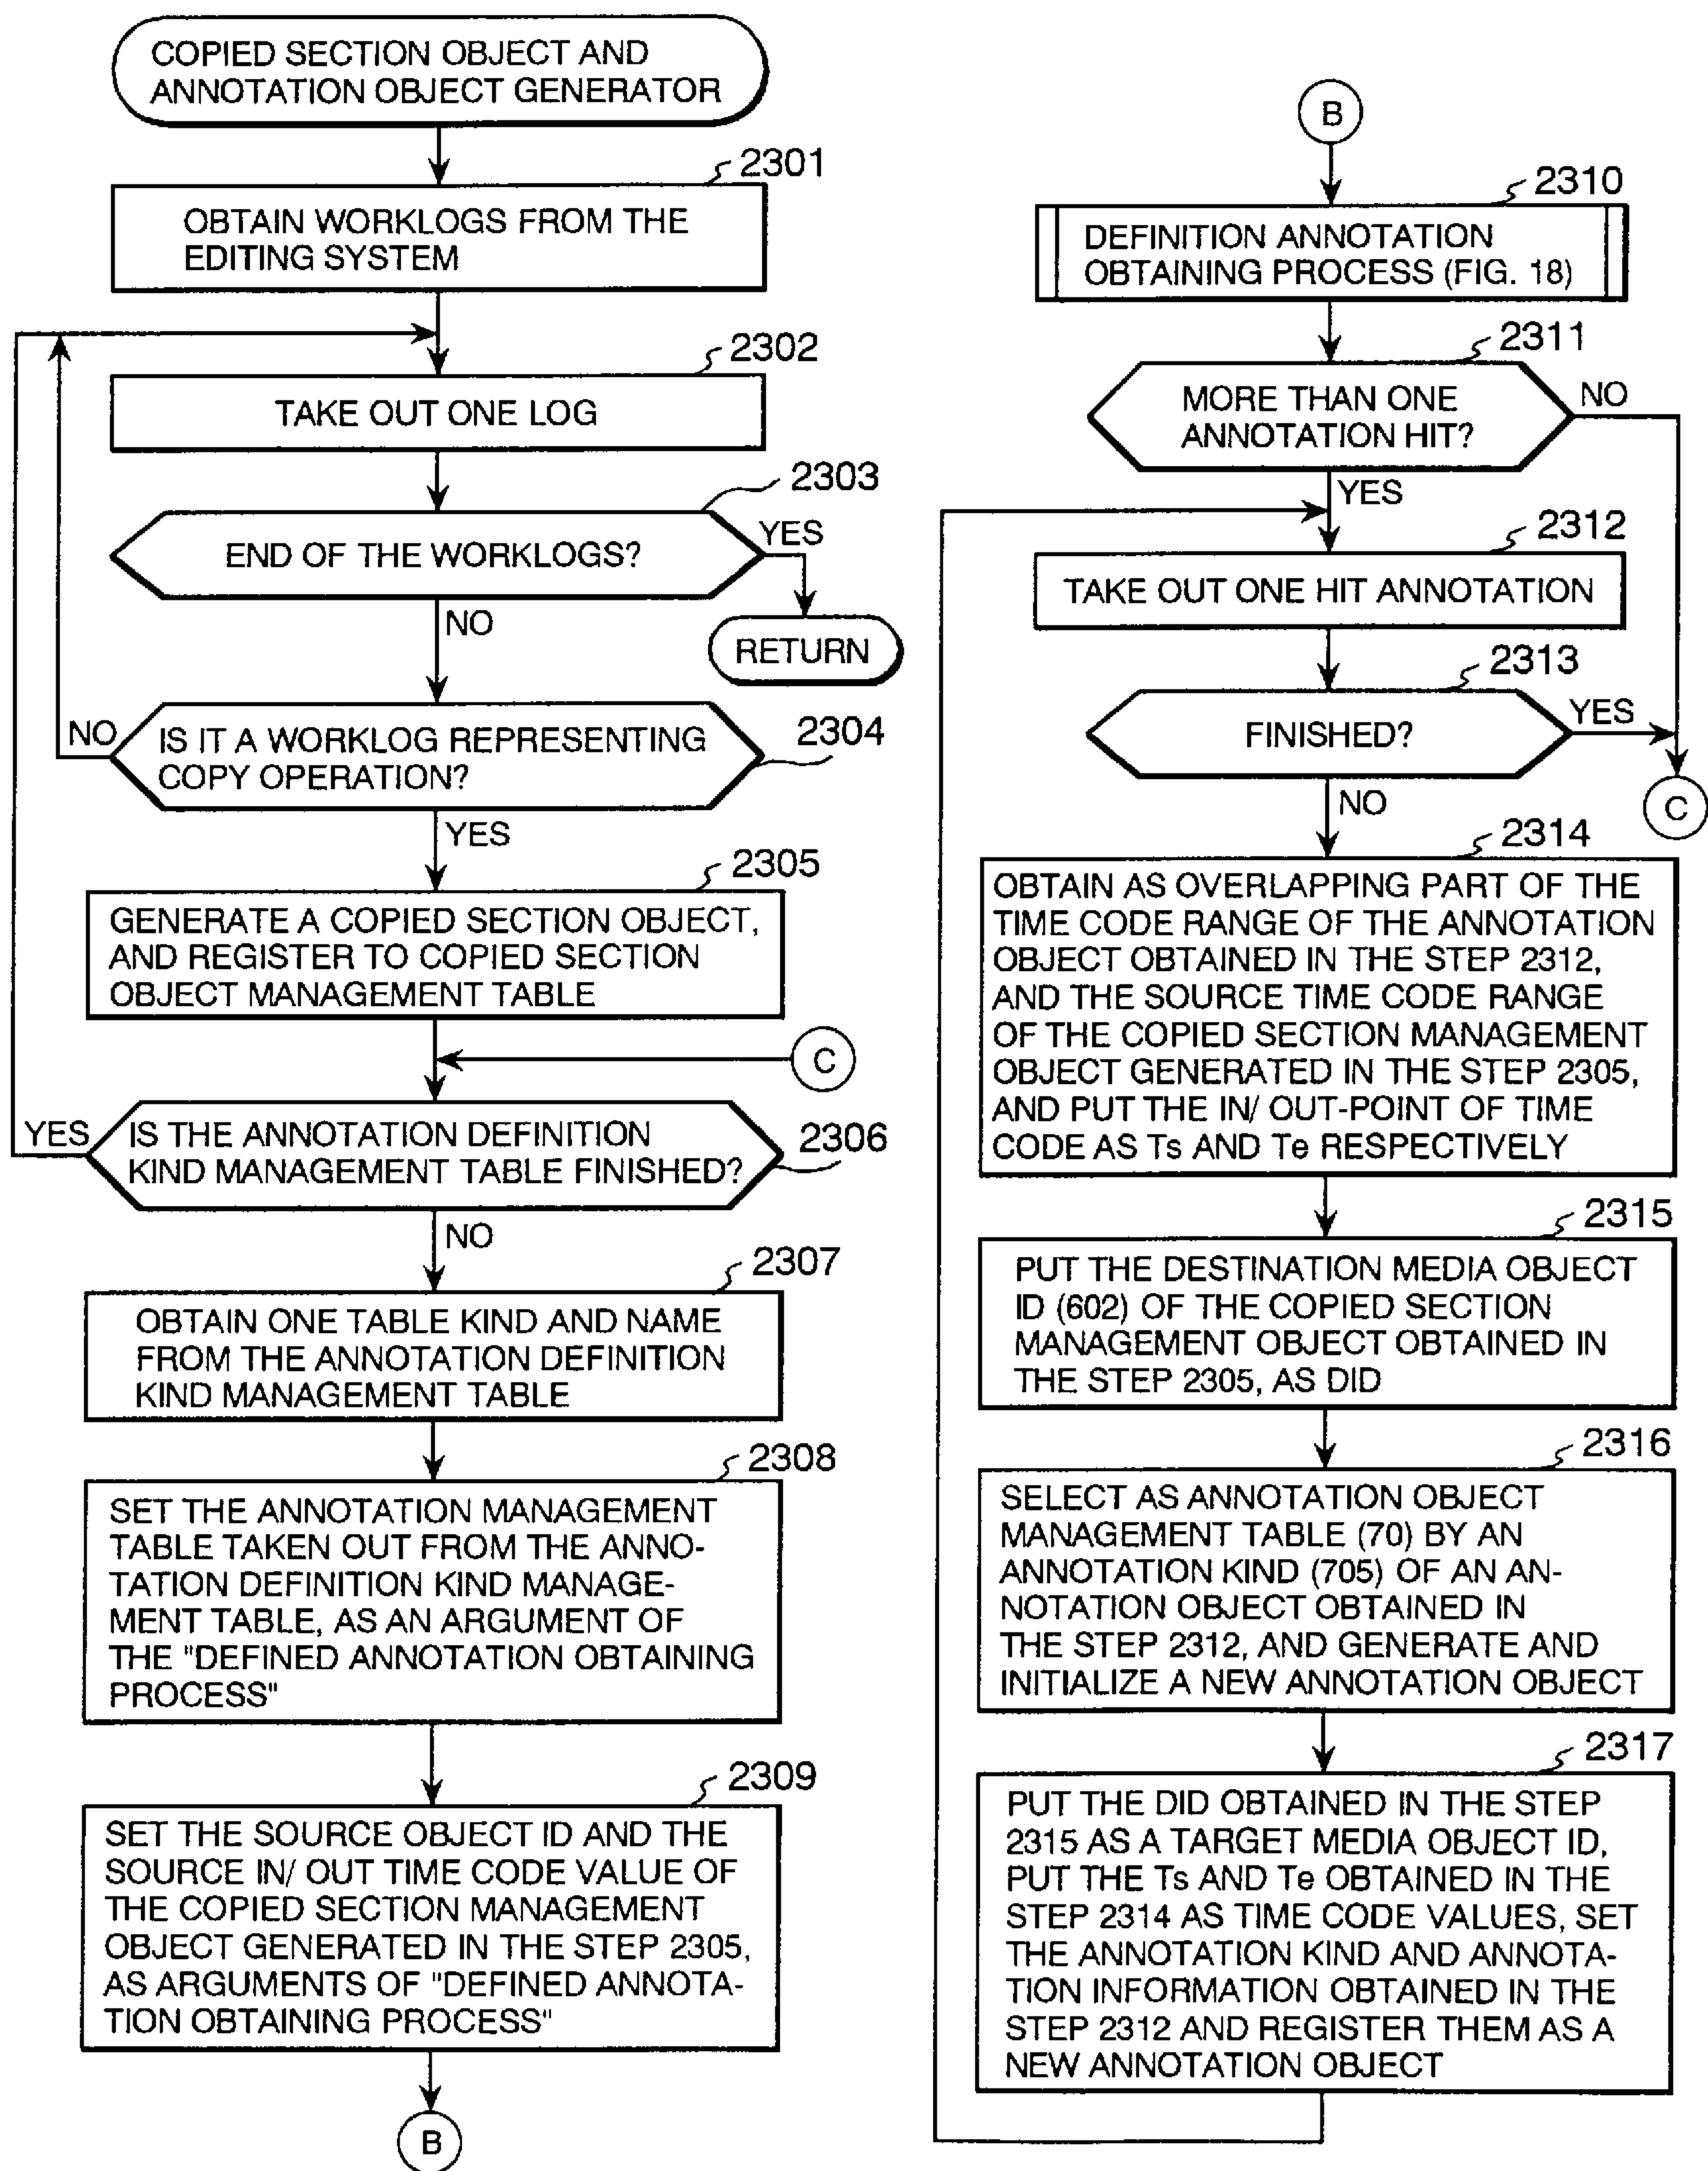 COPIED SECTION OBJECT AND
ANNOTATION OBJECT GENERATOR
2301
OBTAIN WORKLOGS FROM THE
EDITING SYSTEM
2302
TAKE OUT ONE LOG
2303
END OF THE WORKLOGS?
YES
NO
RETURN
2304
NO
IS IT A WORKLOG REPRESENTING
COPY OPERATION?
YES
2305
GENERATE A COPIED SECTION OBJECT,
AND REGISTER TO COPIED SECTION
OBJECT MANAGEMENT TABLE
C
YES
IS THE ANNOTATION DEFINITION
KIND MANAGEMENT TABLE FINISHED?
2306
NO
2307
OBTAIN ONE TABLE KIND AND NAME
FROM THE ANNOTATION DEFINITION
KIND MANAGEMENT TABLE
2308
SET THE ANNOTATION MANAGEMENT
TABLE TAKEN OUT FROM THE ANNO-
TATION DEFINITION KIND MANAGE-
MENT TABLE, AS AN ARGUMENT OF
THE "DEFINED ANNOTATION OBTAINING
PROCESS"
2309
SET THE SOURCE OBJECT ID AND THE
SOURCE IN/ OUT TIME CODE VALUE OF
THE COPIED SECTION MANAGEMENT
OBJECT GENERATED IN THE STEP 2305,
AS ARGUMENTS OF "DEFINED ANNOTA-
TION OBTAINING PROCESS"
B
B
2310
DEFINITION ANNOTATION
OBTAINING PROCESS (FIG. 18)
2311
MORE THAN ONE
ANNOTATION HIT?
NO
YES
2312
TAKE OUT ONE HIT ANNOTATION
2313
FINISHED?
YES
NO
C
2314
OBTAIN AS OVERLAPPING PART OF THE
TIME CODE RANGE OF THE ANNOTATION
OBJECT OBTAINED IN THE STEP 2312,
AND THE SOURCE TIME CODE RANGE
OF THE COPIED SECTION MANAGEMENT
OBJECT GENERATED IN THE STEP 2305,
AND PUT THE IN/ OUT-POINT OF TIME
CODE AS Ts AND Te RESPECTIVELY
2315
PUT THE DESTINATION MEDIA OBJECT
ID (602) OF THE COPIED SECTION
MANAGEMENT OBJECT OBTAINED IN
THE STEP 2305, AS DID
2316
SELECT AS ANNOTATION OBJECT
MANAGEMENT TABLE (70) BY AN
ANNOTATION KIND (705) OF AN AN-
NOTATION OBJECT OBTAINED IN
THE STEP 2312, AND GENERATE AND
INITIALIZE A NEW ANNOTATION OBJECT
2317
PUT THE DID OBTAINED IN THE STEP
2315 AS A TARGET MEDIA OBJECT ID,
PUT THE Ts AND Te OBTAINED IN THE
STEP 2314 AS TIME CODE VALUES, SET
THE ANNOTATION KIND AND ANNOTA-
TION INFORMATION OBTAINED IN THE
STEP 2312 AND REGISTER THEM AS A
NEW ANNOTATION OBJECT